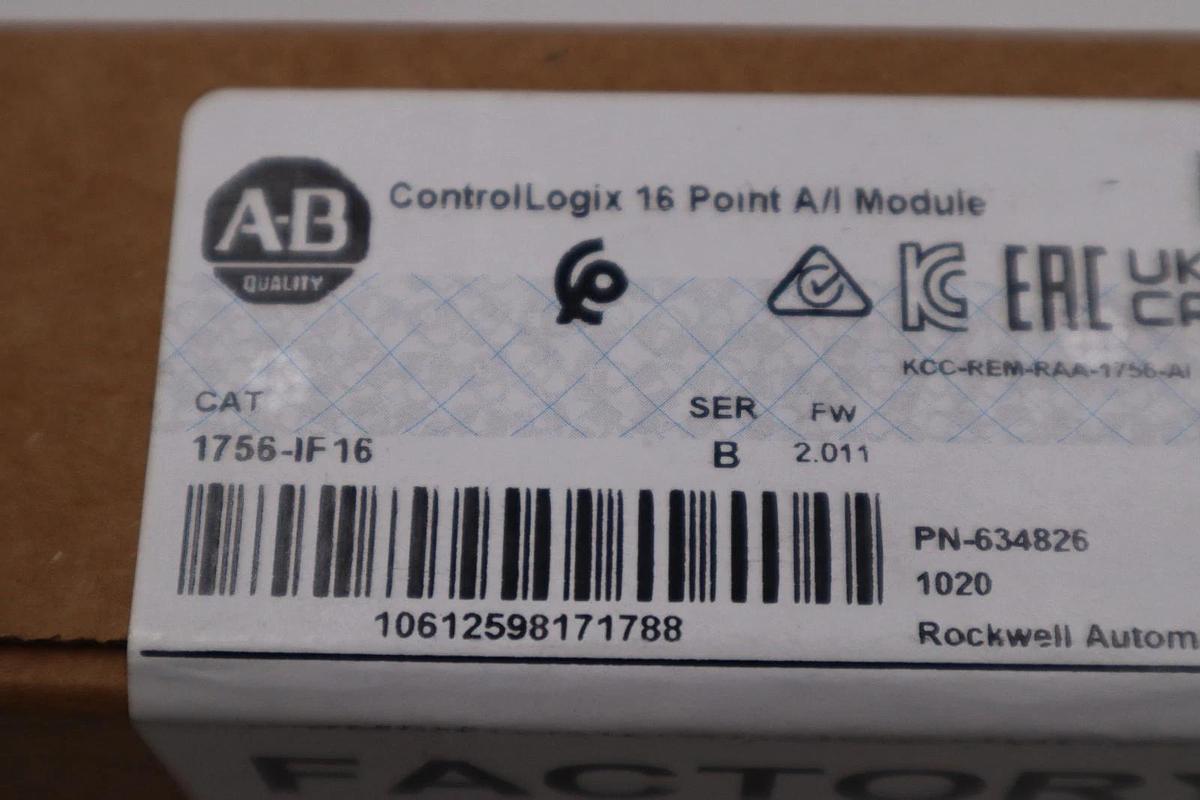 A-B
QUALITY
ControlLogix 16 Point A/I Module
KC
EAC
UK
CA
KCC-REM-RAA-1756-AI
CAT
1756-IF16
SER
B
FW
2.011
PN-634826
1020
10612598171788
Rockwell Autom
FACTORY